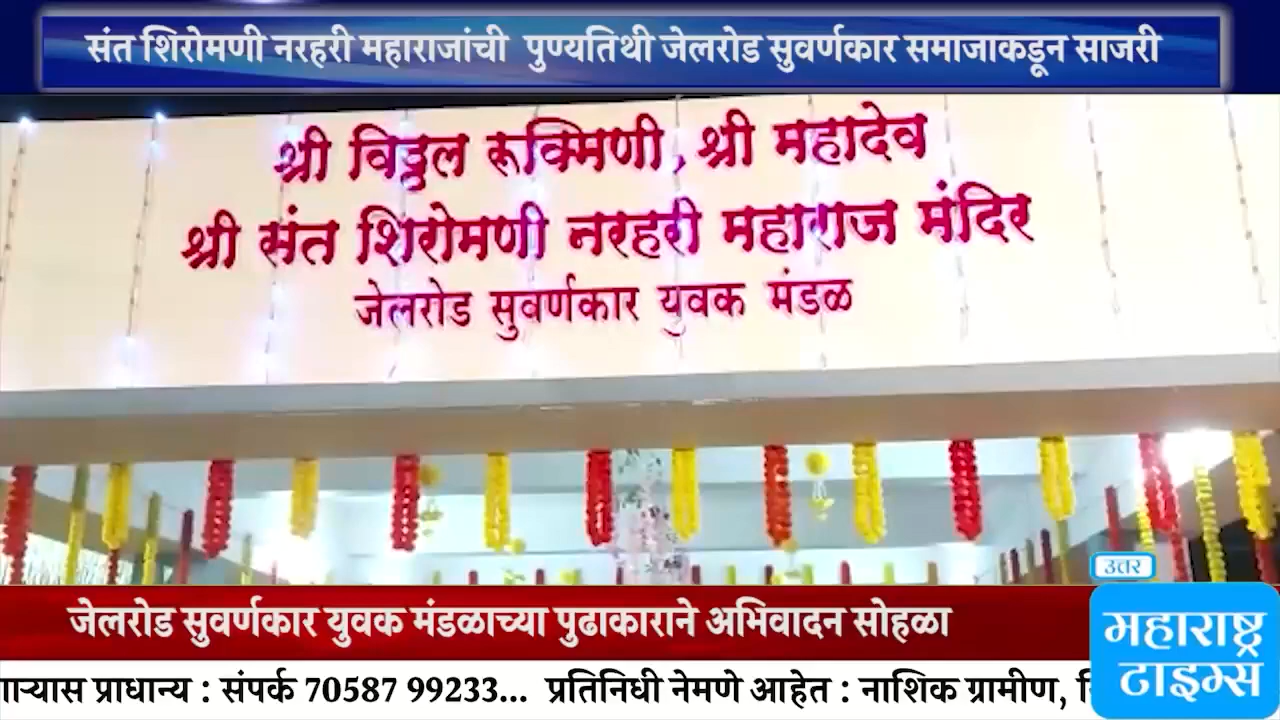 संत शिरोमणी नरहरी महाराजांची पुण्यतिथी जेलरोड सुवर्णकार समाजाकडून साजरी
श्री विठ्ठल रूक्मिणी, श्री महादेव
श्री संत शिरोमणी नरहरी महाराज मंदिर
जेलरोड सुवर्णकार युवक मंडळ
उत्तर
जेलरोड सुवर्णकार युवक मंडळाच्या पुढाकाराने अभिवादन सोहळा
महाराष्ट्र
टाइम्स
प्राधान्य : संपर्क 70587 99233... प्रतिनिधी नेमणे आहेत : नाशिक ग्रामीण,